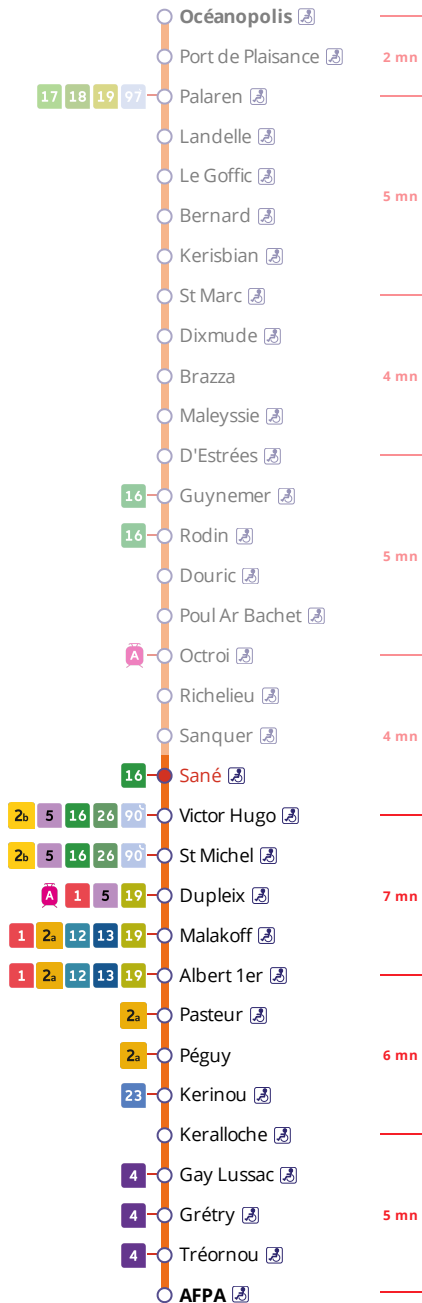 Océanopolis
Port de Plaisance 2 mn
17 18 19 97 Palaren
Landelle
Le Goffic 5 mn
Bernard
Kerisbian
St Marc
Dixmude
Brazza 4 mn
Maleyssie
D'Estrées
16 Guynemer
16 Rodin 5 mn
Douric
Poul Ar Bachet
A Octroi
Richelieu
Sanquer 4 mn
16 Sané
2b 5 16 26 90 Victor Hugo
2b 5 16 26 90 St Michel
A 1 5 19 Dupleix 7 mn
1 2a 12 13 19 Malakoff
1 2a 12 13 19 Albert 1er
2a Pasteur
2a Péguy 6 mn
23 Kerinou
Keralloche
4 Gay Lussac
4 Grétry 5 mn
4 Tréornou
AFPA